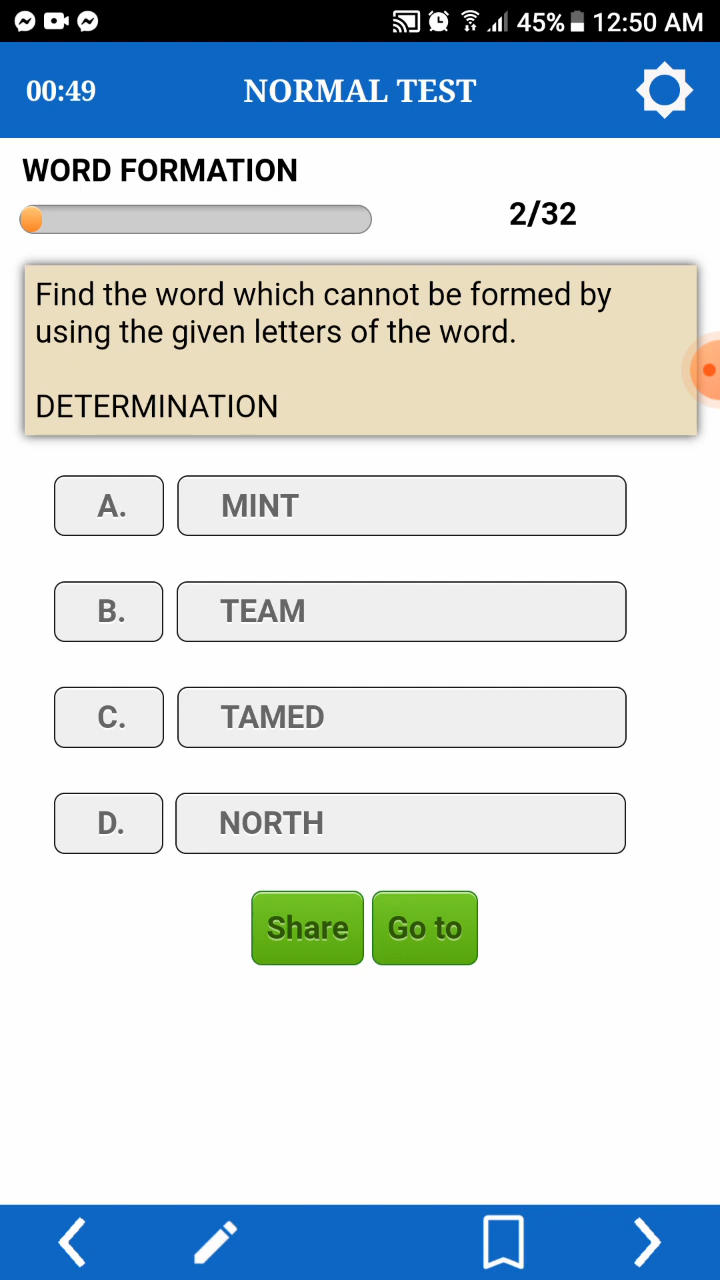 45% 12:50 AM
00:49 NORMAL TEST
WORD FORMATION
2/32
Find the word which cannot be formed by
using the given letters of the word.
DETERMINATION
A. MINT
B. TEAM
C. TAMED
D. NORTH
Share Go to